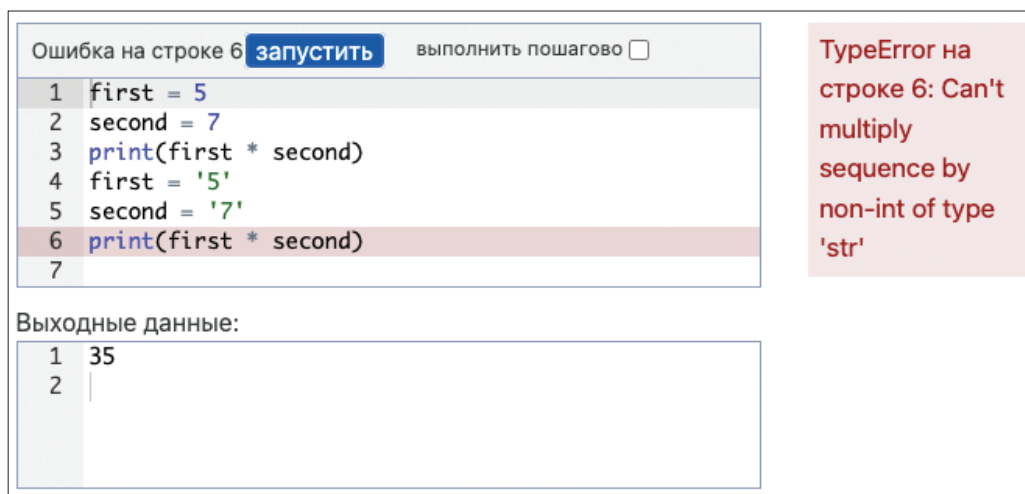 Ошибка на строке 6 запустить выполнить пошагово
1 first = 5
2 second = 7
3 print(first * second)
4 first = '5'
5 second = '7'
6 print(first * second)
7
TypeError на
строке 6: Can't
multiply
sequence by
non-int of type
'str'
Выходные данные:
1 35
2